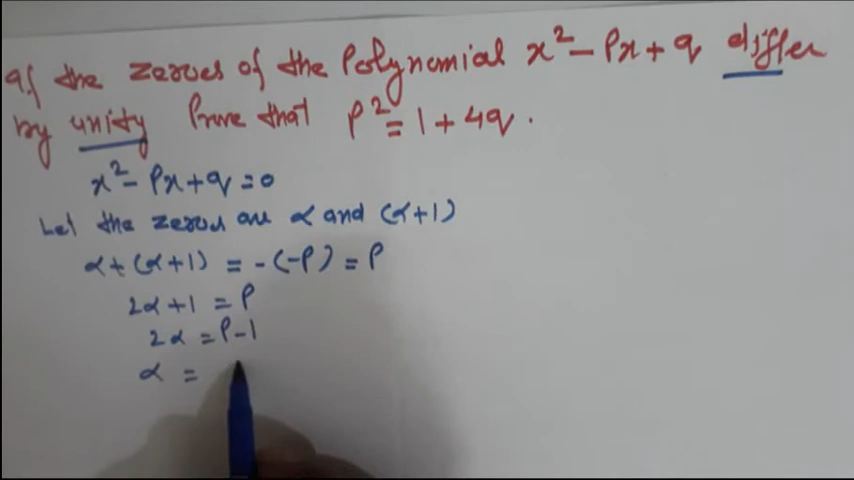 If the zeroes of the Polynomial x² - Px + q differ
by unity Prove that P² = 1 + 4q.
x² - Px + q = 0
Let the zeroes are α and (α+1)
α + (α+1) = -(-P) = P
2α + 1 = P
2α = P - 1
α =